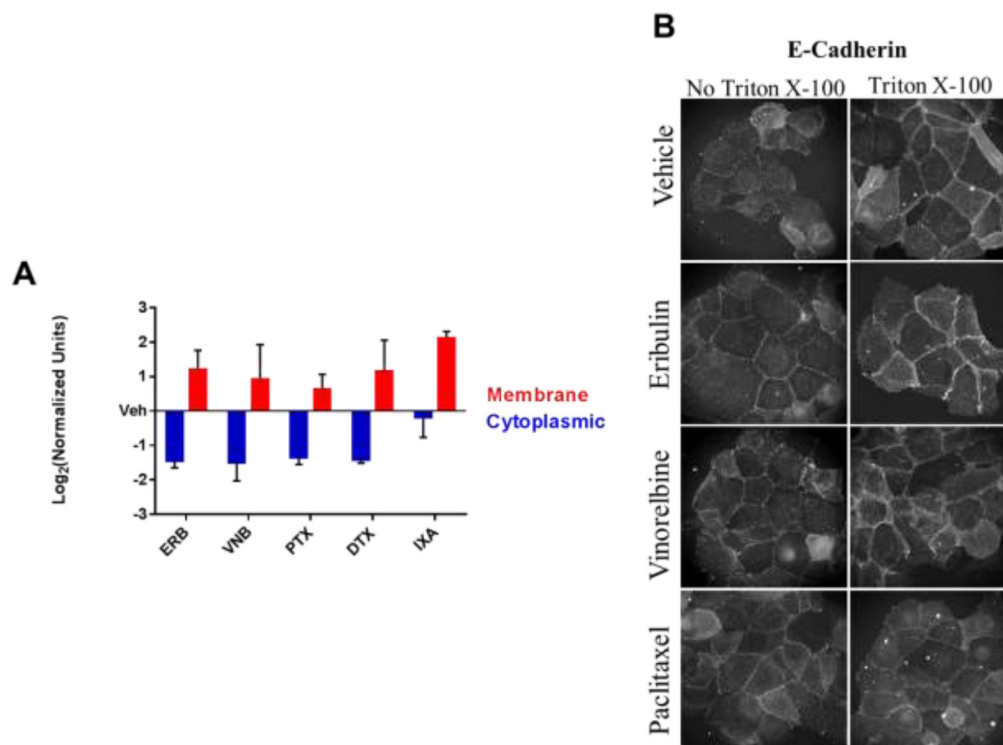 A
Log₂(Normalized Units)
3
2
1
Veh
-1
-2
-3
ERB
VNB
PTX
DTX
IXA
Membrane
Cytoplasmic
B
E-Cadherin
No Triton X-100
Triton X-100
Vehicle
Eribulin
Vinorelbine
Paclitaxel